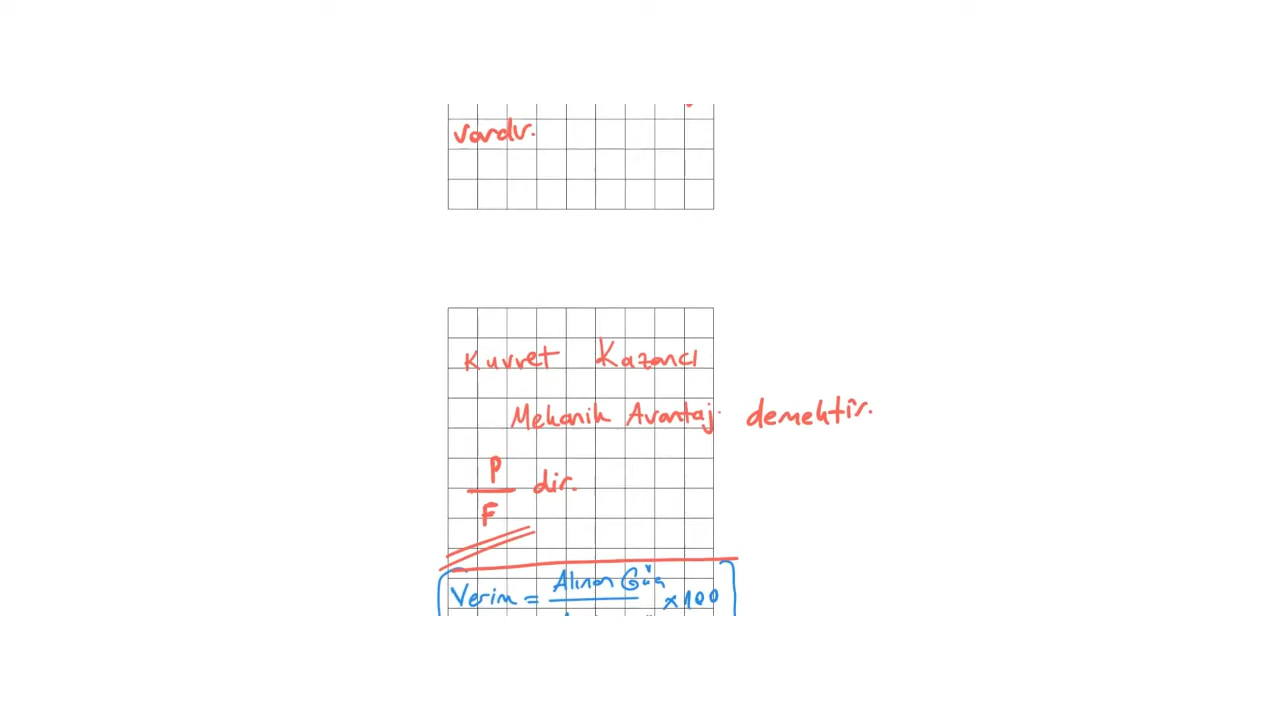 vardır.
Kuvvet Kazancı
Mekanik Avantaj demektir.
P
F
dir.
Alınan Güç
Verim =
x100